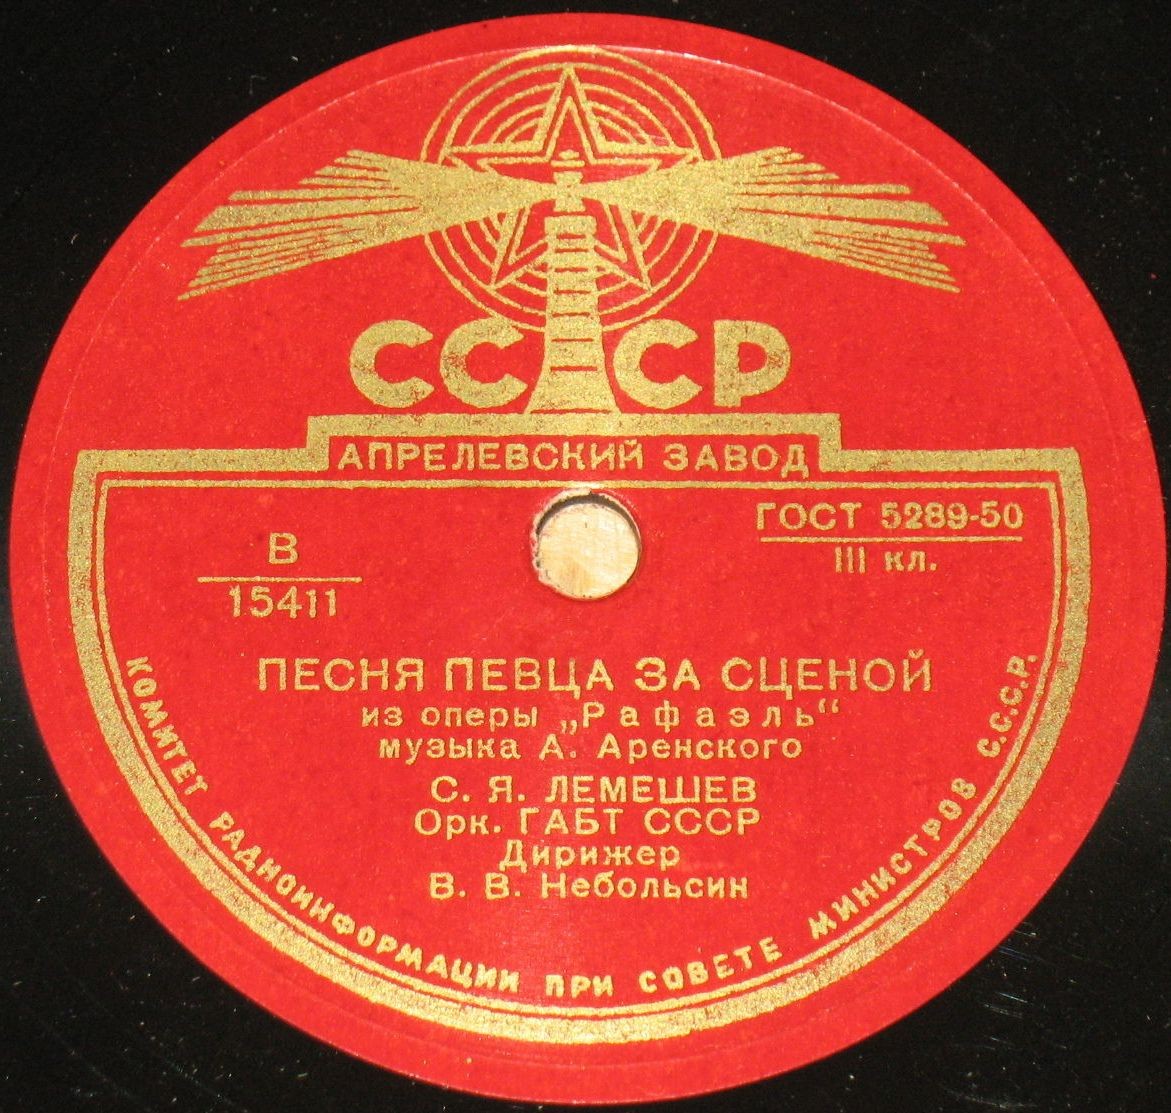 СССР
АПРЕЛЕВСКИЙ ЗАВОД
ГОСТ 5289-50
III кл.
В
15411
ПЕСНЯ ПЕВЦА ЗА СЦЕНОЙ
из оперы „Рафаэль“
музыка А. Аренского
С. Я. ЛЕМЕШЕВ
Орк. ГАБТ СССР
Дирижер
В. В. Небольсин
КОМИТЕТ РАДИОИНФОРМАЦИИ ПРИ СОВЕТЕ МИНИСТРОВ С.С.С.Р.